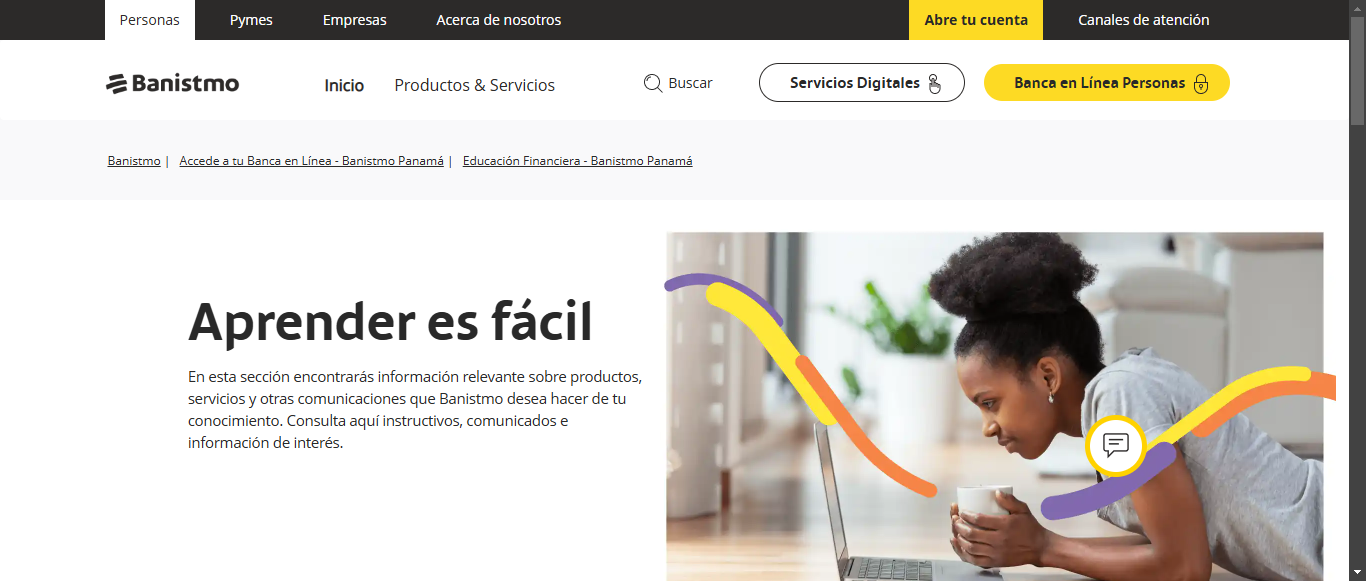 Personas Pymes Empresas Acerca de nosotros Abre tu cuenta Canales de atención
Banistmo Inicio Productos & Servicios Buscar Servicios Digitales Banca en Línea Personas
Banistmo | Accede a tu Banca en Línea - Banistmo Panamá | Educación Financiera - Banistmo Panamá
Aprender es fácil
En esta sección encontrarás información relevante sobre productos,
servicios y otras comunicaciones que Banistmo desea hacer de tu
conocimiento. Consulta aquí instructivos, comunicados e
información de interés.